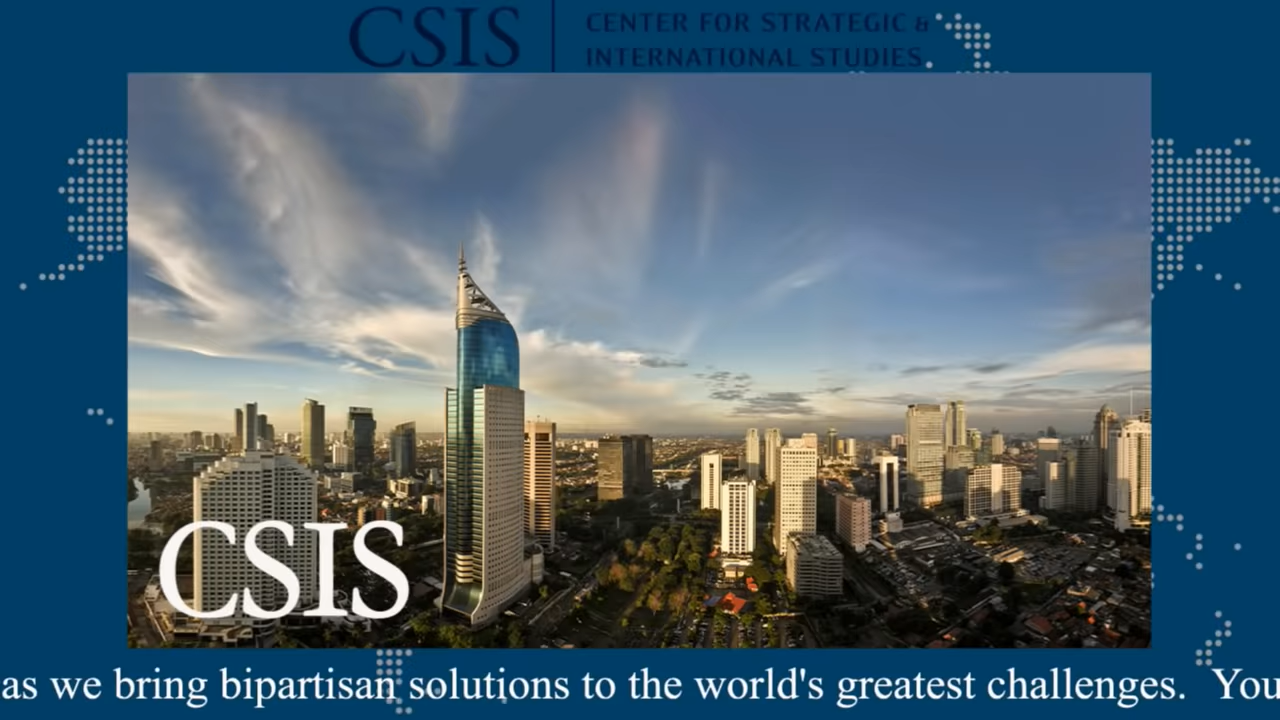 CSIS
CENTER FOR STRATEGIC &
INTERNATIONAL STUDIES
CSIS
as we bring bipartisan solutions to the world's greatest challenges. You